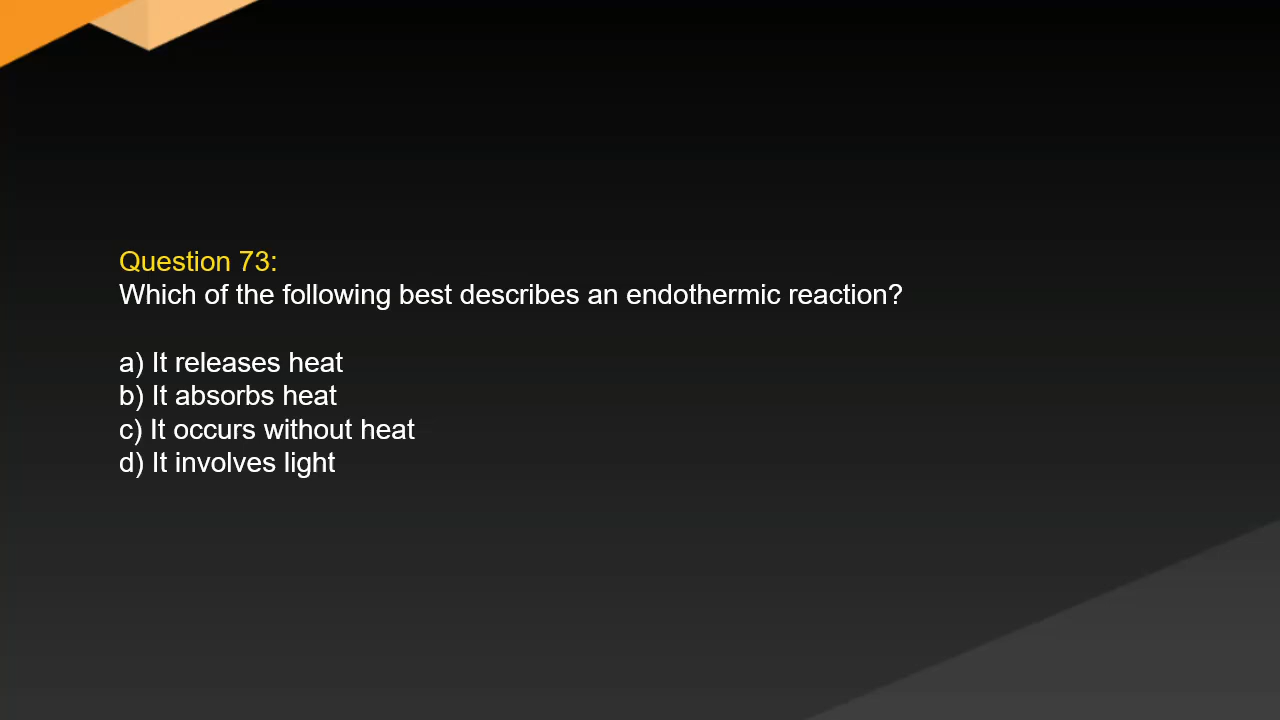 Question 73:
Which of the following best describes an endothermic reaction?
a) It releases heat
b) It absorbs heat
c) It occurs without heat
d) It involves light